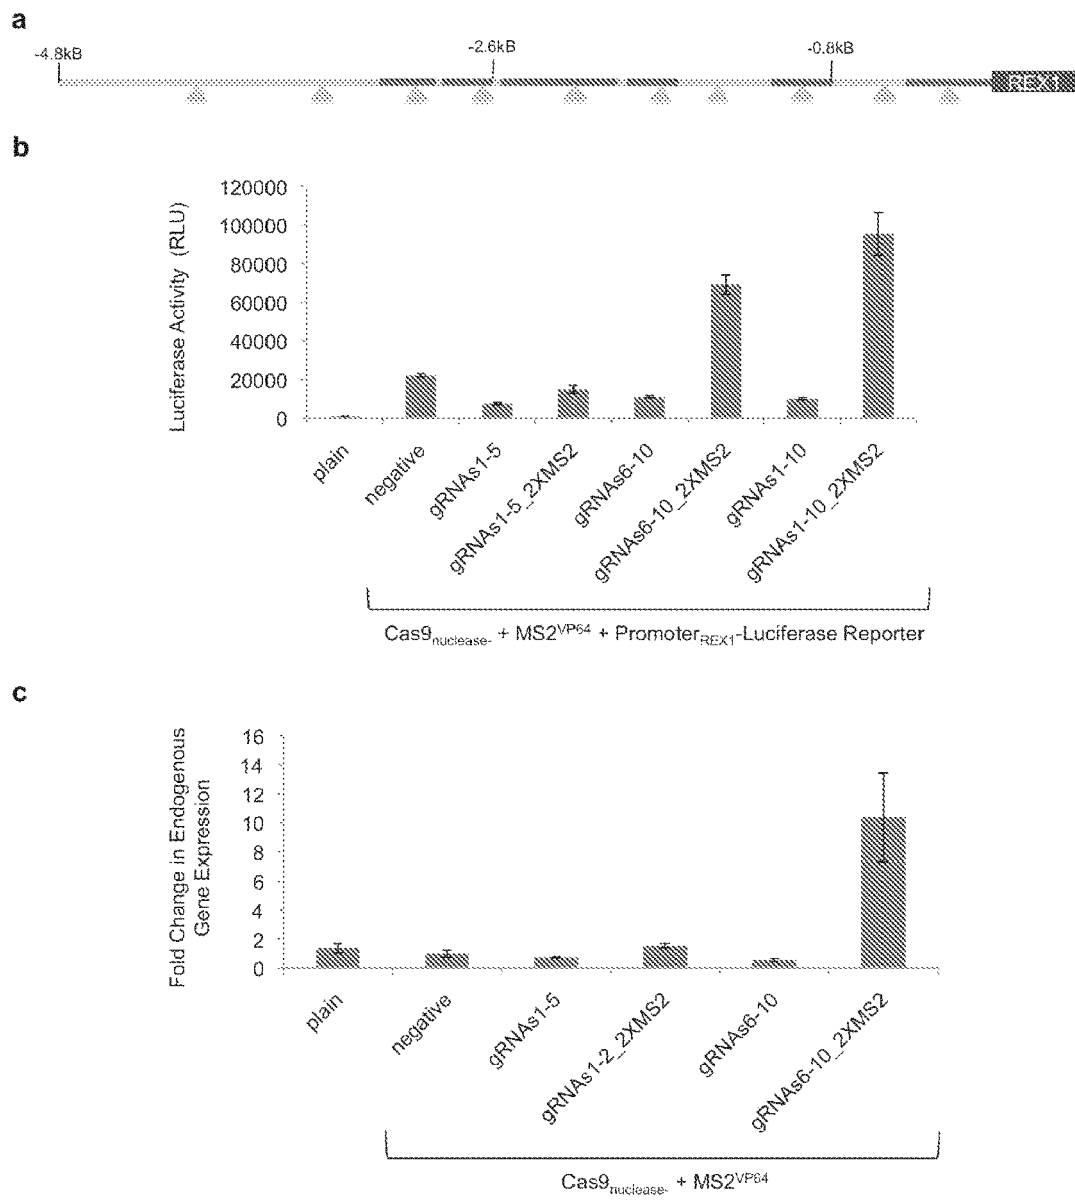 a
-4.8kB
-2.6kB
-0.8kB
REX1
b
Luciferase Activity (RLU)
120000
100000
80000
60000
40000
20000
0
plain
negative
gRNAs1-5
gRNAs1-5_2XMS2
gRNAs6-10
gRNAs6-10_2XMS2
gRNAs1-10
gRNAs1-10_2XMS2
Cas9nuclease- + MS2VP64 + PromoterREX1-Luciferase Reporter
c
Fold Change in Endogenous
Gene Expression
16
14
12
10
8
6
4
2
0
plain
negative
gRNAs1-5
gRNAs1-2_2XMS2
gRNAs6-10
gRNAs6-10_2XMS2
Cas9nuclease- + MS2VP64